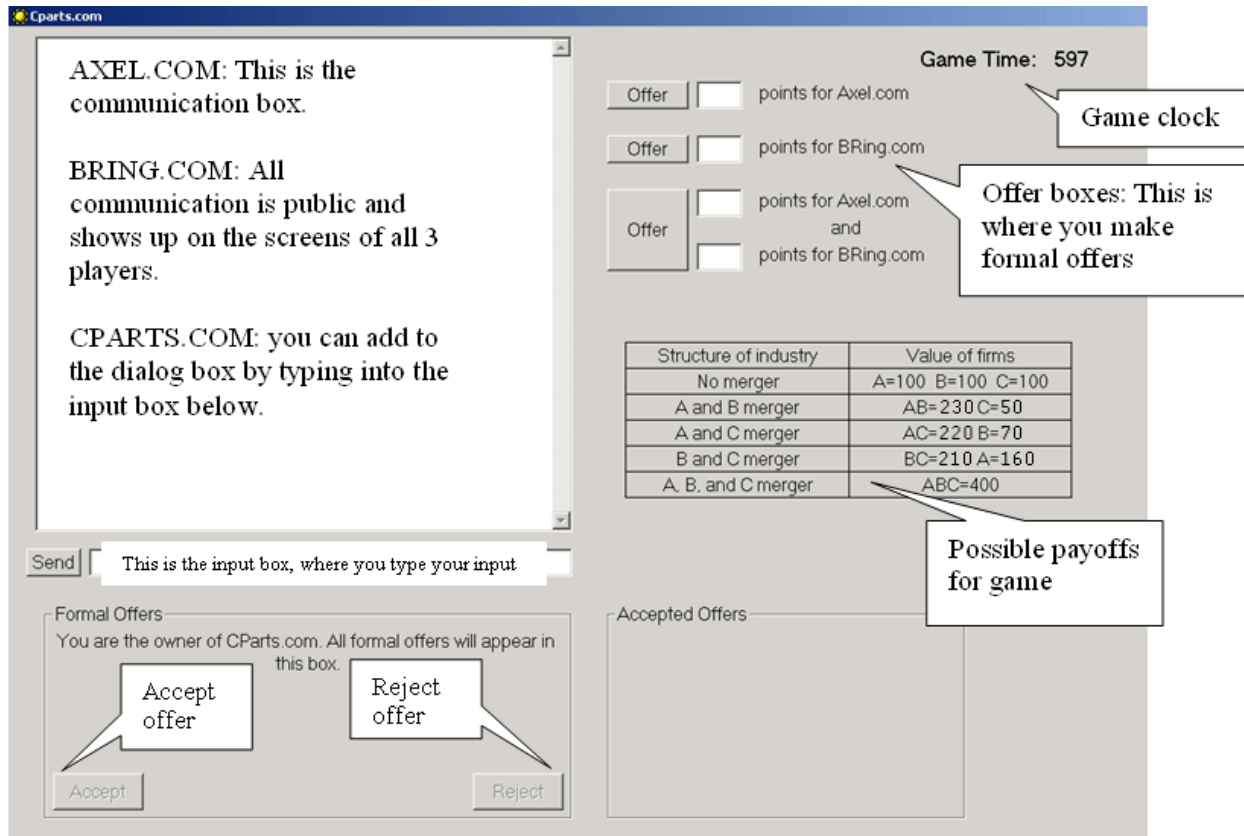 Cparts.com
AXEL.COM: This is the
communication box.
BRING.COM: All
communication is public and
shows up on the screens of all 3
players.
CPARTS.COM: you can add to
the dialog box by typing into the
input box below.
Send
This is the input box, where you type your input
Game Time: 597
Game clock
Offer points for Axel.com
Offer points for BRing.com
Offer
points for Axel.com
and
points for BRing.com
Offer boxes: This is
where you make
formal offers
Structure of industry Value of firms
No merger A=100 B=100 C=100
A and B merger AB=230 C=50
A and C merger AC=220 B=70
B and C merger BC=210 A=160
A, B, and C merger ABC=400
Possible payoffs
for game
Formal Offers
You are the owner of CParts.com. All formal offers will appear in
this box.
Accept
offer
Reject
offer
Accept
Reject
Accepted Offers